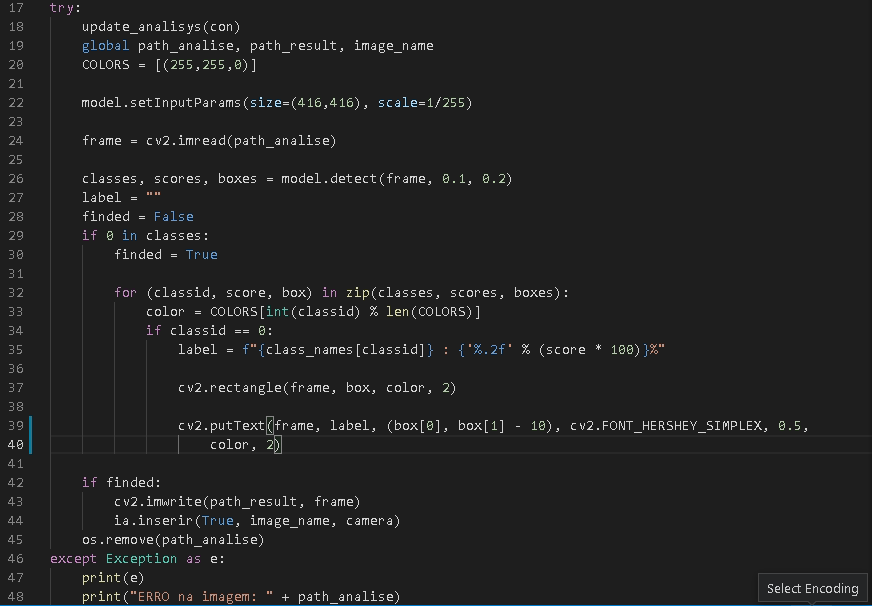 17 try:
18 update_analisys(con)
19 global path_analise, path_result, image_name
20 COLORS = [(255,255,0)]
21
22 model.setInputParams(size=(416,416), scale=1/255)
23
24 frame = cv2.imread(path_analise)
25
26 classes, scores, boxes = model.detect(frame, 0.1, 0.2)
27 label = ""
28 finded = False
29 if 0 in classes:
30 finded = True
31
32 for (classid, score, box) in zip(classes, scores, boxes):
33 color = COLORS[int(classid) % len(COLORS)]
34 if classid == 0:
35 label = f"{class_names[classid]} : {'%.2f' % (score * 100)}%"
36
37 cv2.rectangle(frame, box, color, 2)
38
39 cv2.putText(frame, label, (box[0], box[1] - 10), cv2.FONT_HERSHEY_SIMPLEX, 0.5,
40 color, 2)
41
42 if finded:
43 cv2.imwrite(path_result, frame)
44 ia.inserir(True, image_name, camera)
45 os.remove(path_analise)
46 except Exception as e:
47 print(e)
48 print("ERRO na imagem: " + path_analise)
Select Encoding